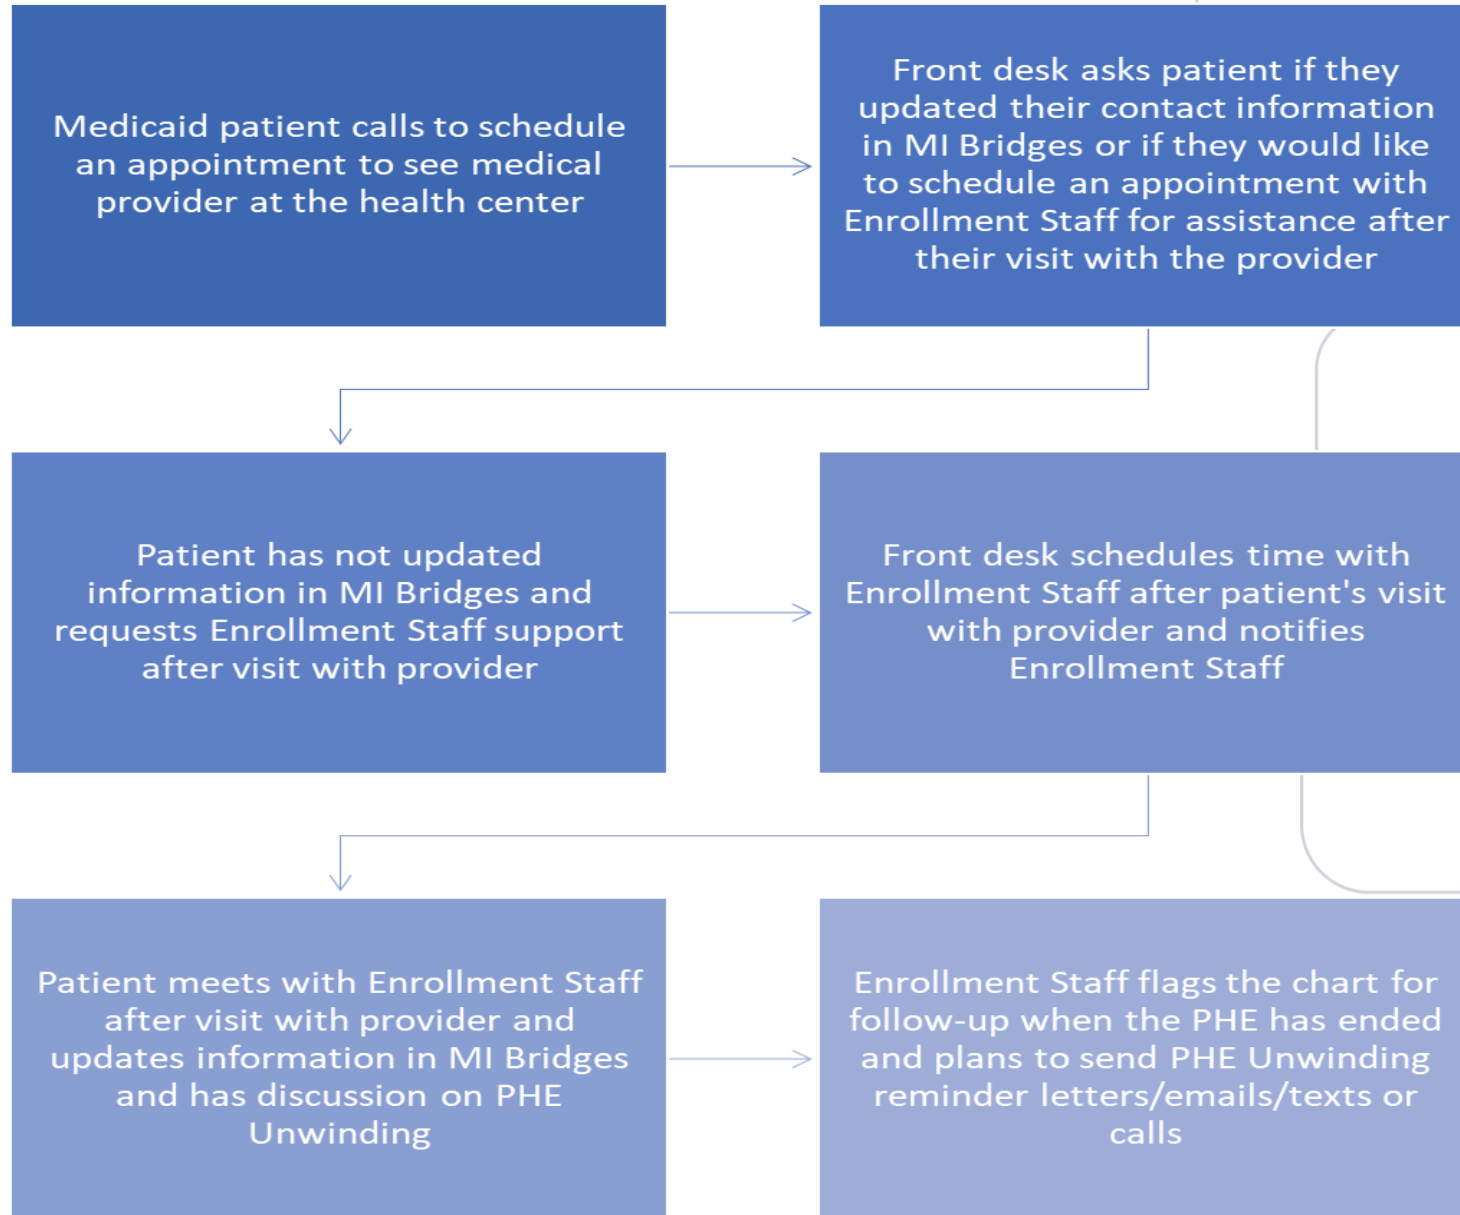 Medicaid patient calls to schedule
an appointment to see medical
provider at the health center
Front desk asks patient if they
updated their contact information
in MI Bridges or if they would like
to schedule an appointment with
Enrollment Staff for assistance after
their visit with the provider
Patient has not updated
information in MI Bridges and
requests Enrollment Staff support
after visit with provider
Front desk schedules time with
Enrollment Staff after patient's visit
with provider and notifies
Enrollment Staff
Patient meets with Enrollment Staff
after visit with provider and
updates information in MI Bridges
and has discussion on PHE
Unwinding
Enrollment Staff flags the chart for
follow-up when the PHE has ended
and plans to send PHE Unwinding
reminder letters/emails/texts or
calls